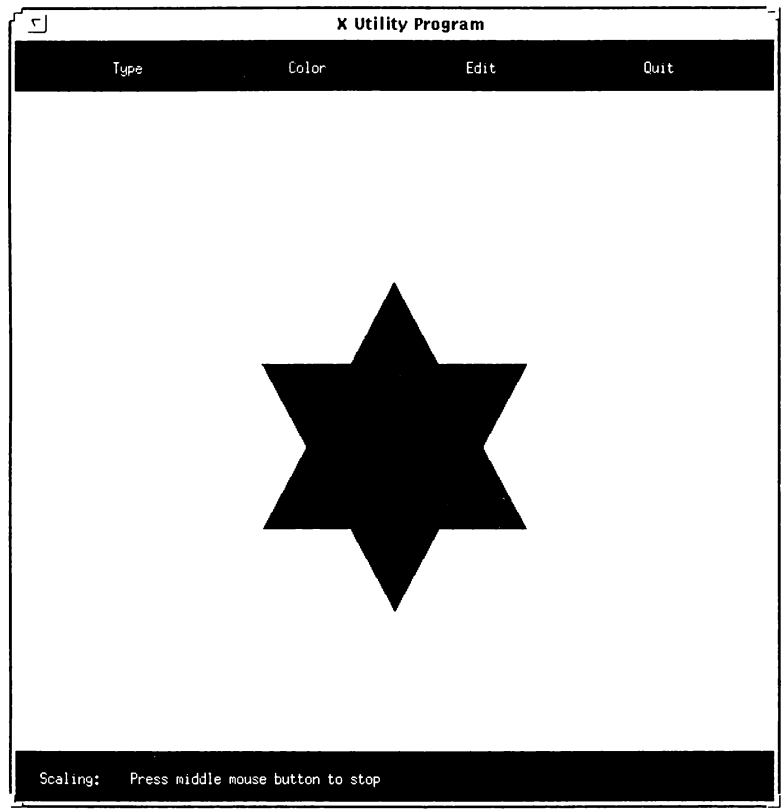 X Utility Program
Type Color Edit Quit
Scaling: Press middle mouse button to stop